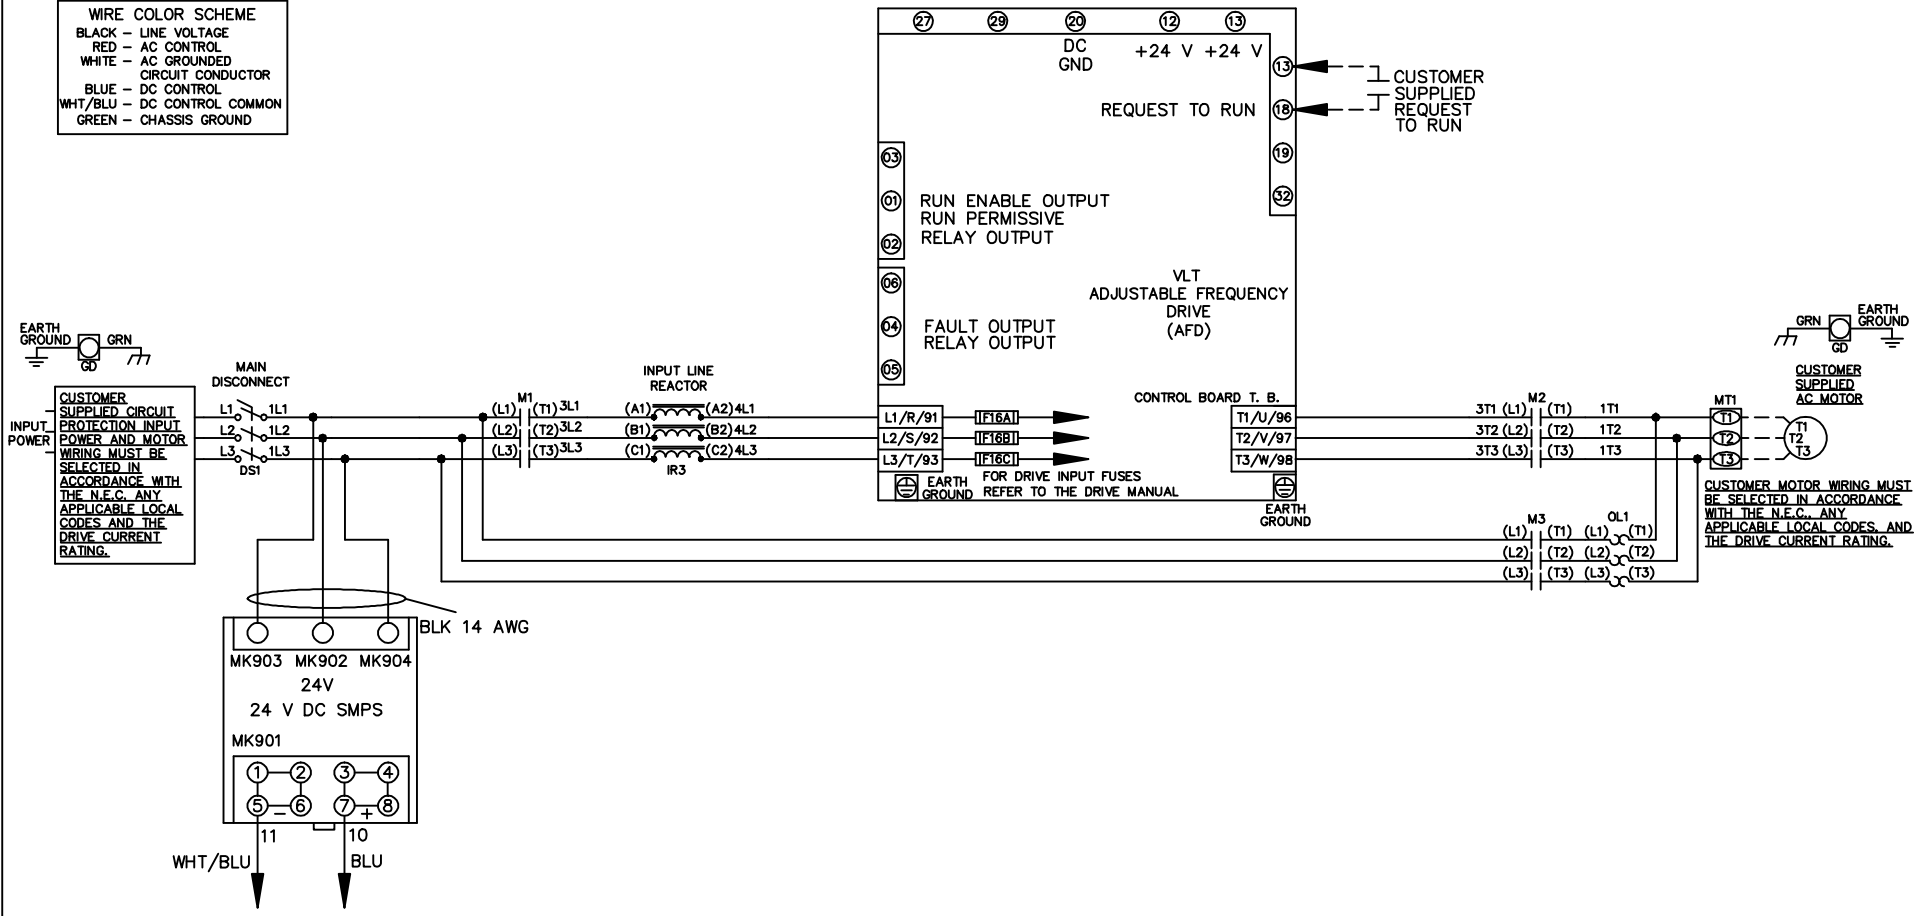 WIRE COLOR SCHEME
BLACK – LINE VOLTAGE
RED – AC CONTROL
WHITE – AC GROUNDED
CIRCUIT CONDUCTOR
BLUE – DC CONTROL
WHT/BLU – DC CONTROL COMMON
GREEN – CHASSIS GROUND
27 29 20 12 13
DC
GND
+24 V +24 V
13
REQUEST TO RUN 18
19
32
CUSTOMER
SUPPLIED
REQUEST
TO RUN
03
01
02
RUN ENABLE OUTPUT
RUN PERMISSIVE
RELAY OUTPUT
06
04
05
FAULT OUTPUT
RELAY OUTPUT
VLT
ADJUSTABLE FREQUENCY
DRIVE
(AFD)
CONTROL BOARD T. B.
EARTH
GROUND
GRN
GD
INPUT
POWER
CUSTOMER
SUPPLIED CIRCUIT
PROTECTION INPUT
POWER AND MOTOR
WIRING MUST BE
SELECTED IN
ACCORDANCE WITH
THE N.E.C. ANY
APPLICABLE LOCAL
CODES AND THE
DRIVE CURRENT
RATING.
MAIN
DISCONNECT
L1 1L1
L2 1L2
L3 1L3
DS1
M1
(L1) (T1) 3L1
(L2) (T2) 3L2
(L3) (T3) 3L3
INPUT LINE
REACTOR
(A1) (A2) 4L1
(B1) (B2) 4L2
(C1) (C2) 4L3
IR3
L1/R/91 F16A
L2/S/92 F16B
L3/T/93 F16C
EARTH
GROUND
FOR DRIVE INPUT FUSES
REFER TO THE DRIVE MANUAL
T1/U/96
T2/V/97
T3/W/98
EARTH
GROUND
M2
3T1 (L1) (T1) 1T1
3T2 (L2) (T2) 1T2
3T3 (L3) (T3) 1T3
MT1
T1
T2
T3
T1
T2
T3
GRN
GD
EARTH
GROUND
CUSTOMER
SUPPLIED
AC MOTOR
CUSTOMER MOTOR WIRING MUST
BE SELECTED IN ACCORDANCE
WITH THE N.E.C., ANY
APPLICABLE LOCAL CODES, AND
THE DRIVE CURRENT RATING.
M3 OL1
(L1) (T1) (L1) (T1)
(L2) (T2) (L2) (T2)
(L3) (T3) (L3) (T3)
BLK 14 AWG
MK903 MK902 MK904
24V
24 V DC SMPS
MK901
1 2 3 4
5 – 6 7 + 8
11 10
WHT/BLU BLU